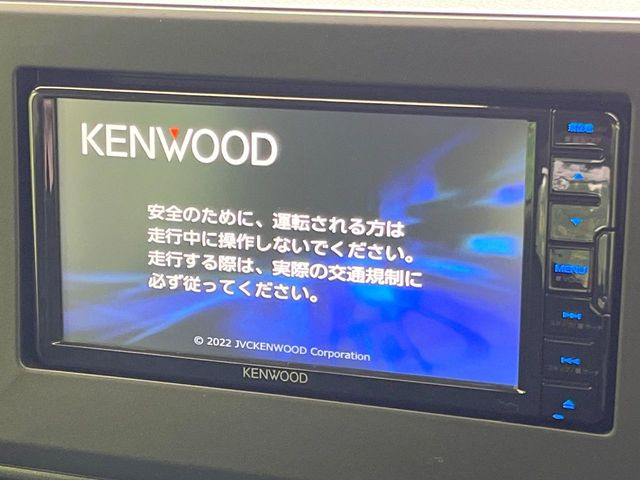 KENWOOD
安全のために、運転される方は
走行中に操作しないでください。
走行する際は、実際の交通規制に
必ず従ってください。
© 2022 JVCKENWOOD Corporation
KENWOOD
MENU